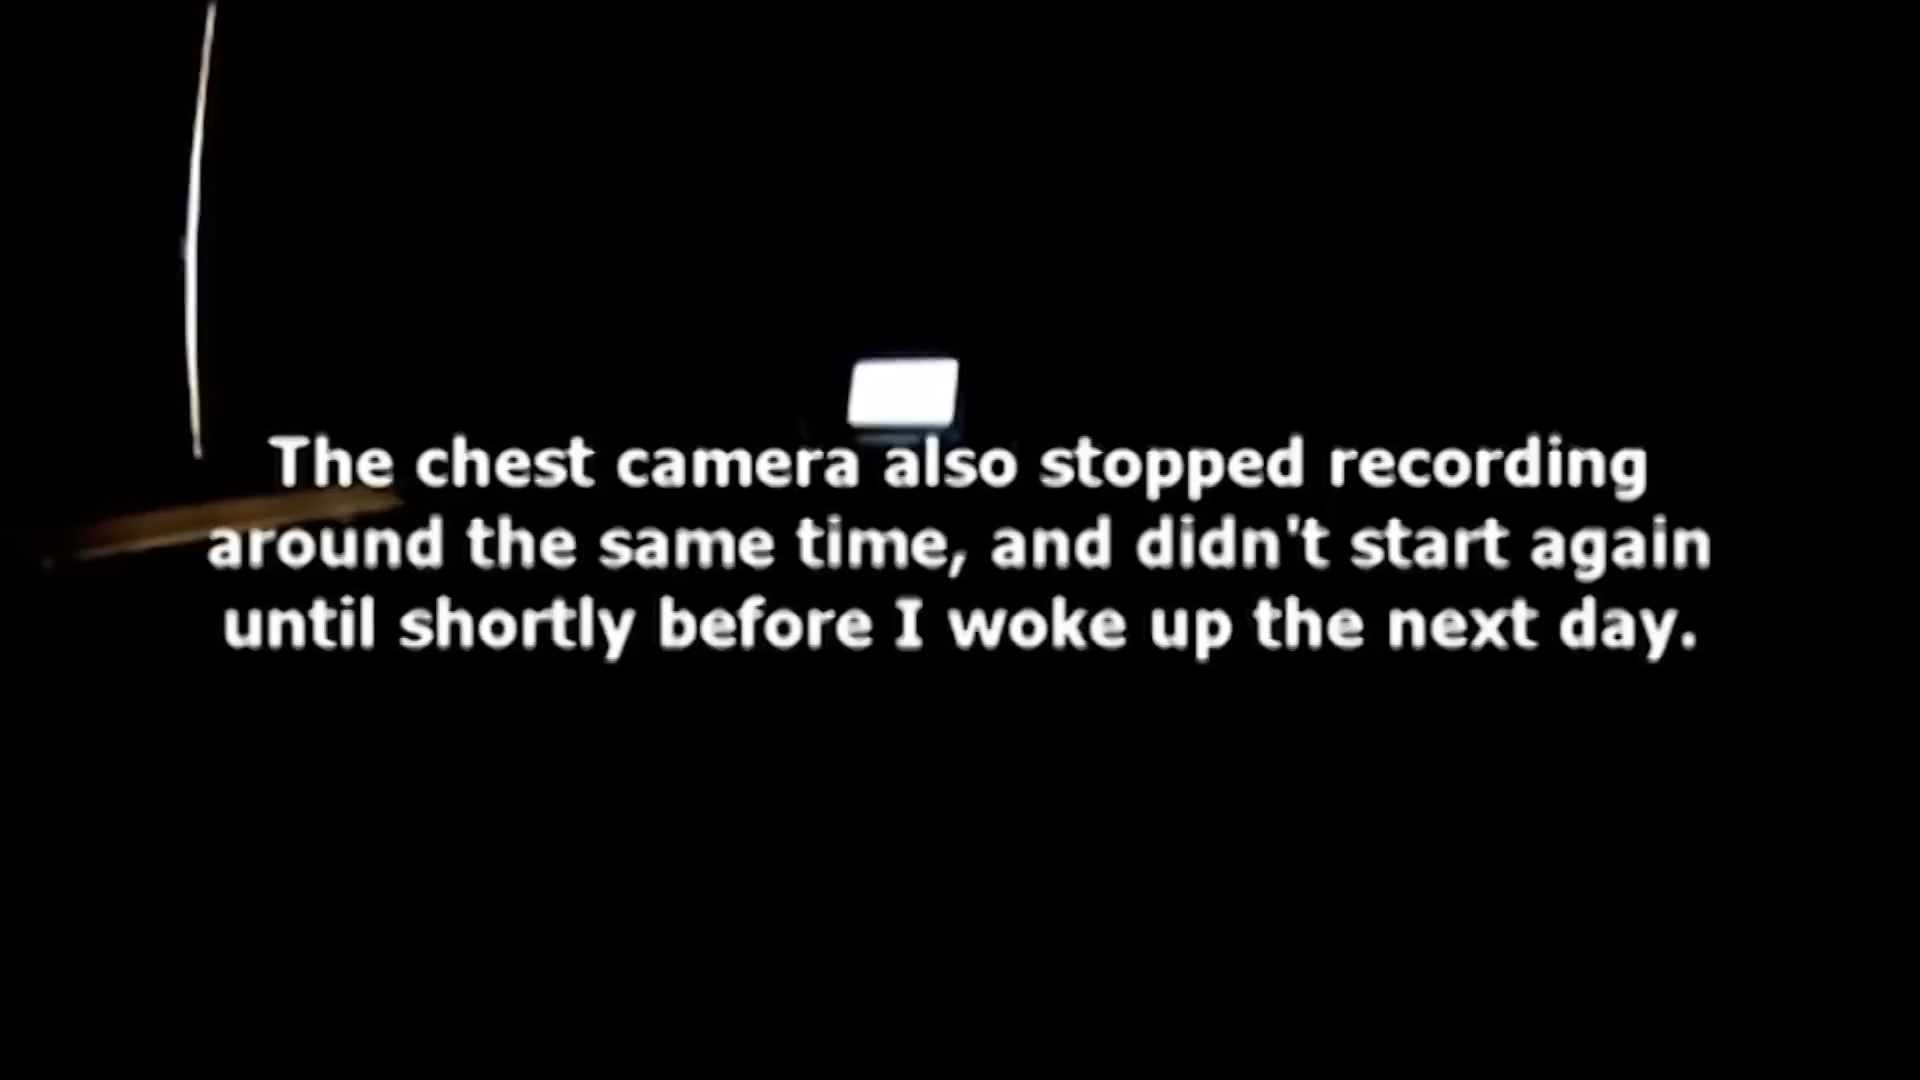 The chest camera also stopped recording
around the same time, and didn't start again
until shortly before I woke up the next day.